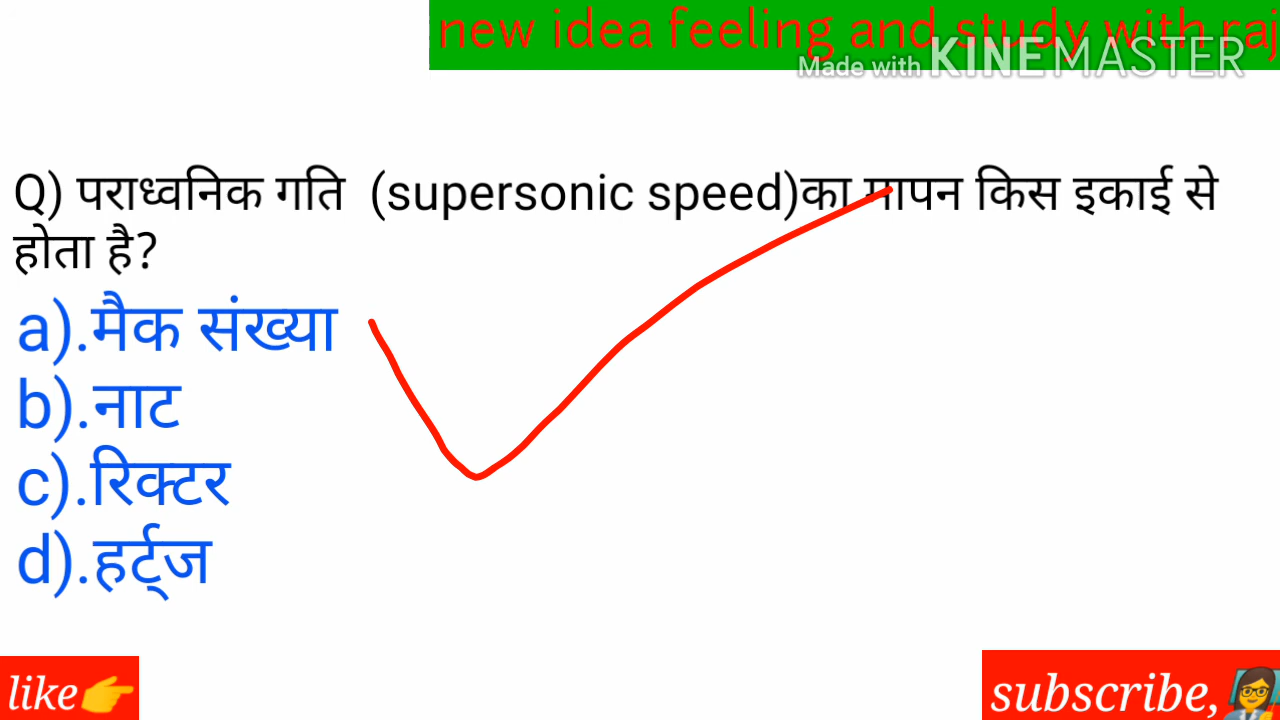 new idea feeling and study with raj
Made with KINEMASTER
Q) पराध्वनिक गति (supersonic speed)का मापन किस इकाई से
होता है?
a).मैक संख्या
b).नाट
c).रिक्टर
d).हर्ट्ज
like
subscribe,